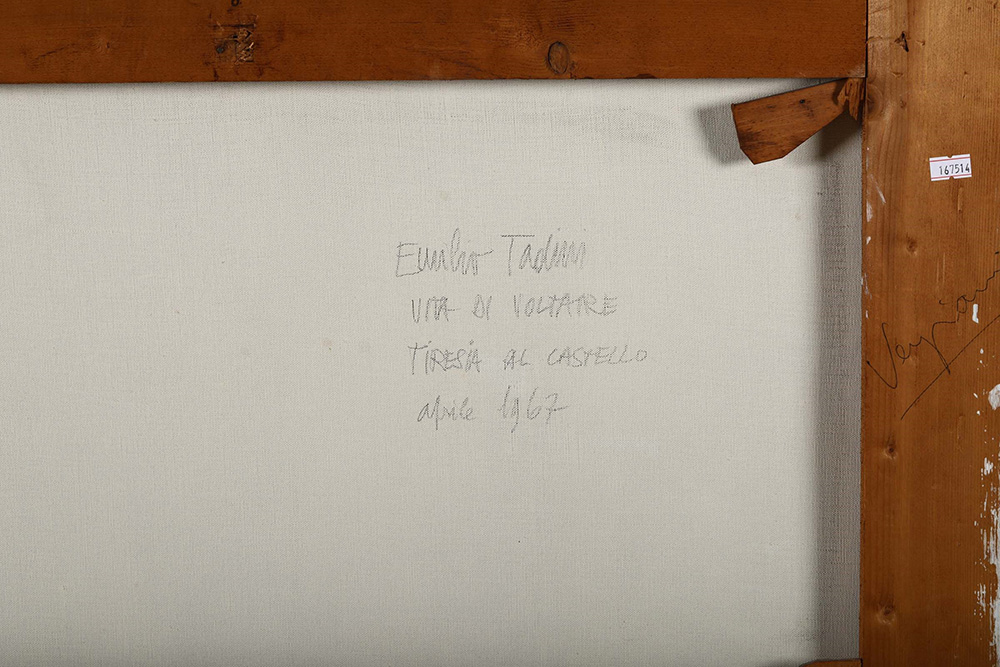 Emilio Tadini
VITA DI VOLTAIRE
TIRESIA AL CASTELLO
aprile 1967
167514